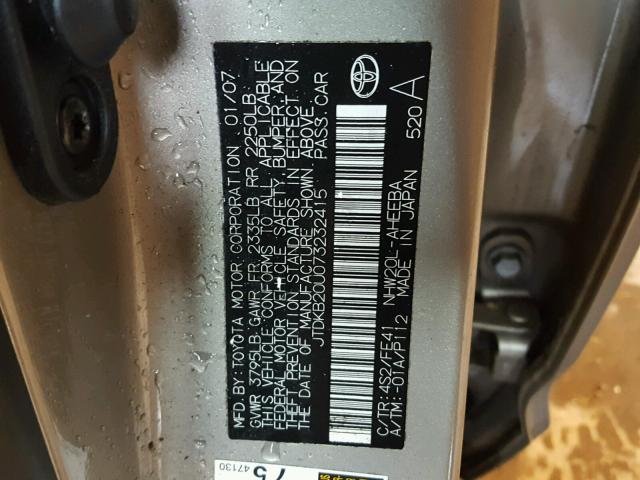 MFD.BY:TOYOTA MOTOR CORPORATION 01/07
GVWR 3795LB GAWR FR 2335LB RR 2250LB
THIS VEHICLE CONFORMS TO ALL APPLICABLE
FEDERAL MOTOR VEHICLE SAFETY, BUMPER, AND
THEFT PREVENTION STANDARDS IN EFFECT ON
THE DATE OF MANUFACTURE SHOWN ABOVE.
JTDKB20U073232415 PASS. CAR
C/TR:4S2/FE41 NHW20L-AHEEBA
A/TM:-01A/P112 MADE IN JAPAN 520 A
47130